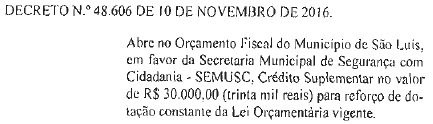 DECRETO N.º 48.606 DE 10 DE NOVEMBRO DE 2016.
Abre no Orçamento Fiscal do Município de São Luís,
em favor da Secretaria Municipal de Segurança com
Cidadania - SEMUSC, Crédito Suplementar no valor
de R$ 30.000,00 (trinta mil reais) para reforço de do-
tação constante da Lei Orçamentária vigente.